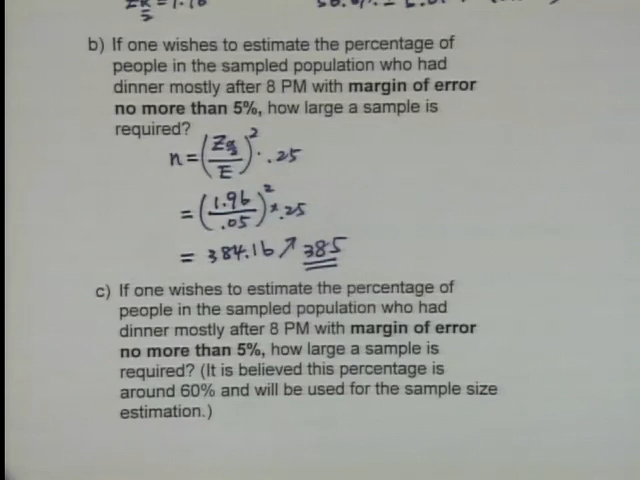 b) If one wishes to estimate the percentage of
people in the sampled population who had
dinner mostly after 8 PM with margin of error
no more than 5%, how large a sample is
required?
n = (Zα/2 / E)² · .25
= (1.96 / .05)² * .25
= 384.16 ↗ 385
c) If one wishes to estimate the percentage of
people in the sampled population who had
dinner mostly after 8 PM with margin of error
no more than 5%, how large a sample is
required? (It is believed this percentage is
around 60% and will be used for the sample size
estimation.)